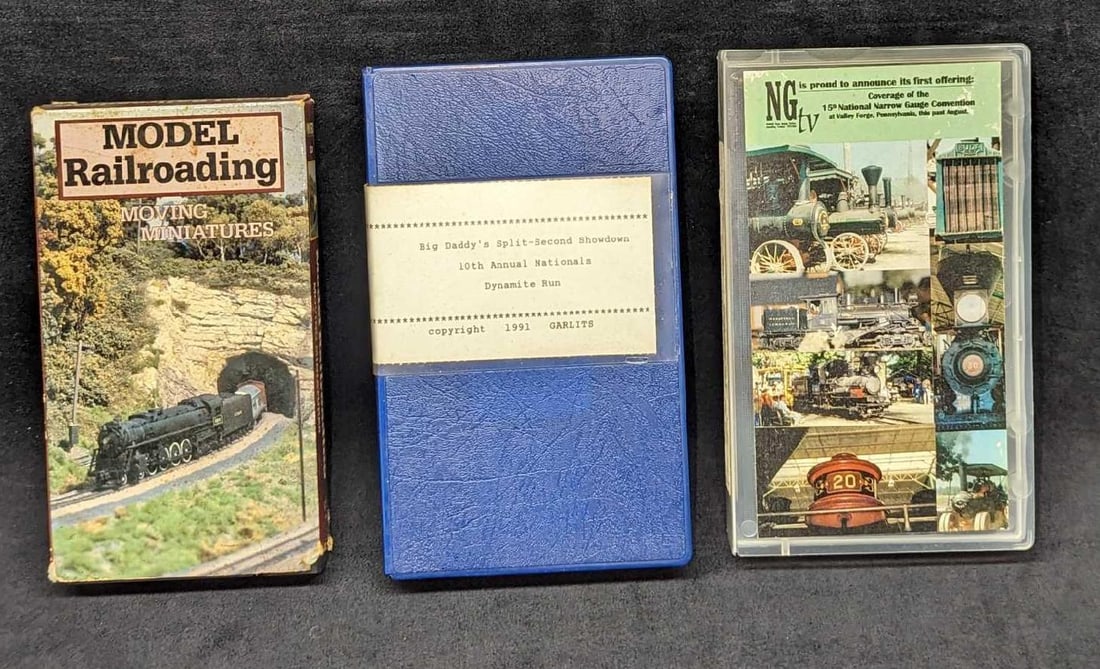 MODEL
Railroading
MOVING
MINIATURES
****************************************
Big Daddy's Split-Second Showdown
10th Annual Nationals
Dynamite Run
****************************************
copyright 1991 GARLITS
NG
tv
is proud to announce its first offering:
Coverage of the
15th National Narrow Gauge Convention
at Valley Forge, Pennsylvania, this past August.
20
20